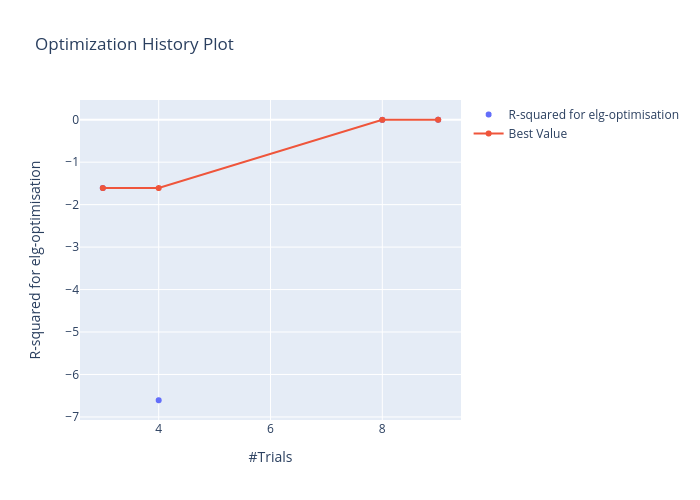 Optimization History Plot
R-squared for elg-optimisation
Best Value
0
−1
−2
−3
−4
−5
−6
−7
R-squared for elg-optimisation
4
6
8
#Trials